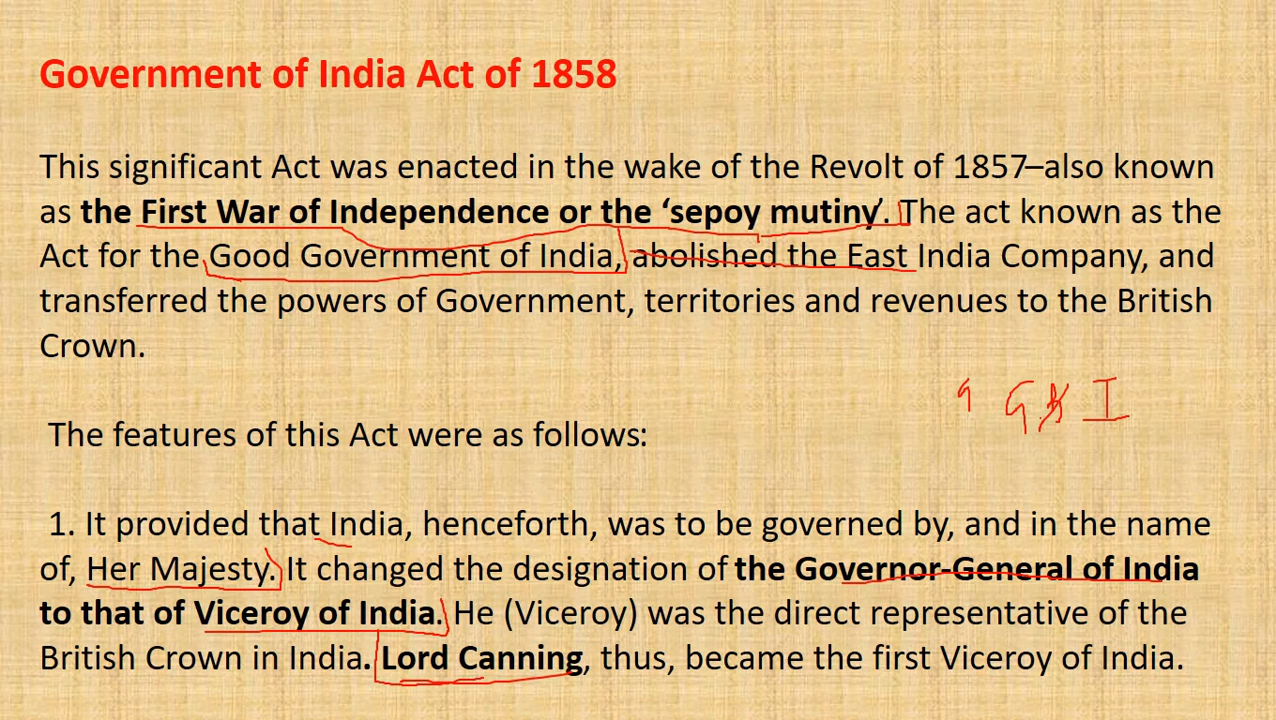 Government of India Act of 1858
This significant Act was enacted in the wake of the Revolt of 1857–also known
as the First War of Independence or the ‘sepoy mutiny’. The act known as the
Act for the Good Government of India, abolished the East India Company, and
transferred the powers of Government, territories and revenues to the British
Crown.
The features of this Act were as follows:
1. It provided that India, henceforth, was to be governed by, and in the name
of, Her Majesty. It changed the designation of the Governor-General of India
to that of Viceroy of India. He (Viceroy) was the direct representative of the
British Crown in India. Lord Canning, thus, became the first Viceroy of India.